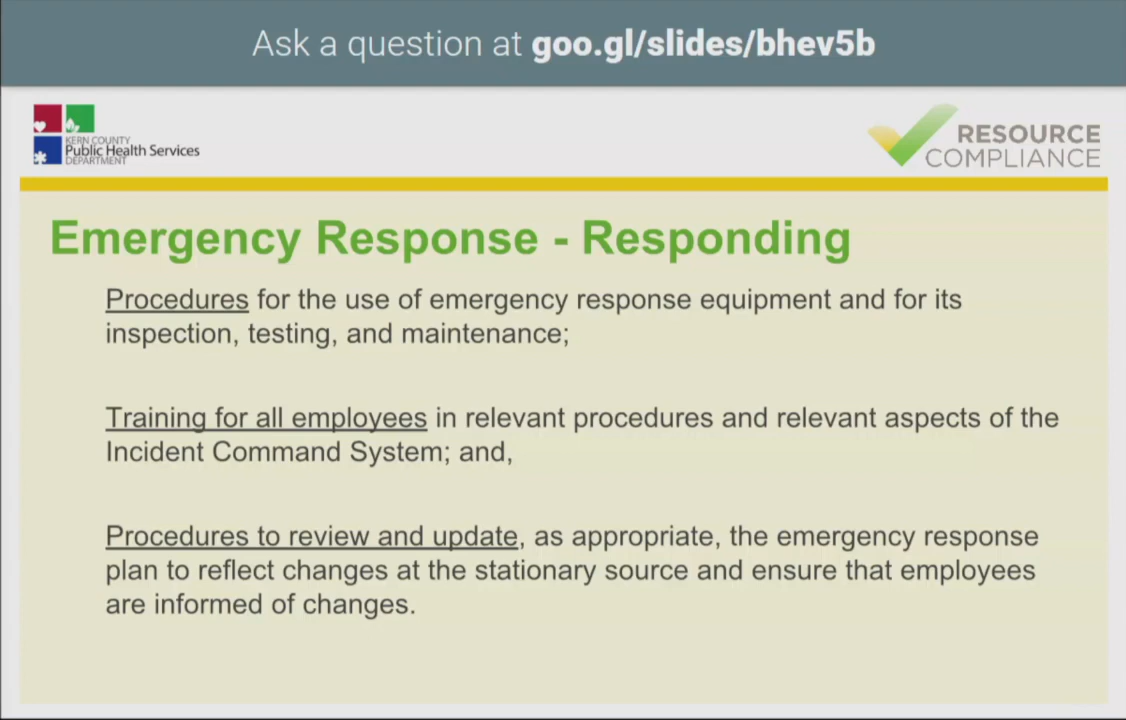 Ask a question at goo.gl/slides/bhev5b
KERN COUNTY
Public Health Services
DEPARTMENT
RESOURCE
COMPLIANCE
Emergency Response - Responding
Procedures for the use of emergency response equipment and for its
inspection, testing, and maintenance;
Training for all employees in relevant procedures and relevant aspects of the
Incident Command System; and,
Procedures to review and update, as appropriate, the emergency response
plan to reflect changes at the stationary source and ensure that employees
are informed of changes.